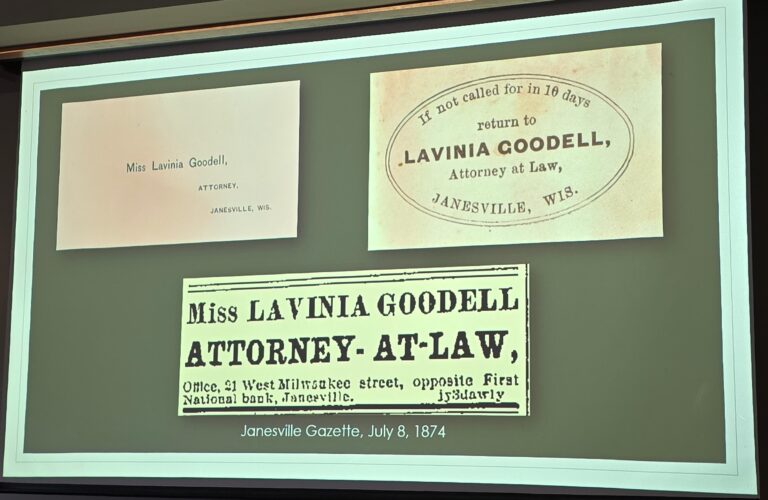 Miss Lavinia Goodell,
ATTORNEY,
JANESVILLE, WIS.
If not called for in 10 days
return to
LAVINIA GOODELL,
Attorney at Law,
JANESVILLE, WIS.
Miss LAVINIA GOODELL
ATTORNEY-AT-LAW,
Office, 21 West Milwaukee street, opposite First
National bank, Janesville. jy3dawly
Janesville Gazette, July 8, 1874